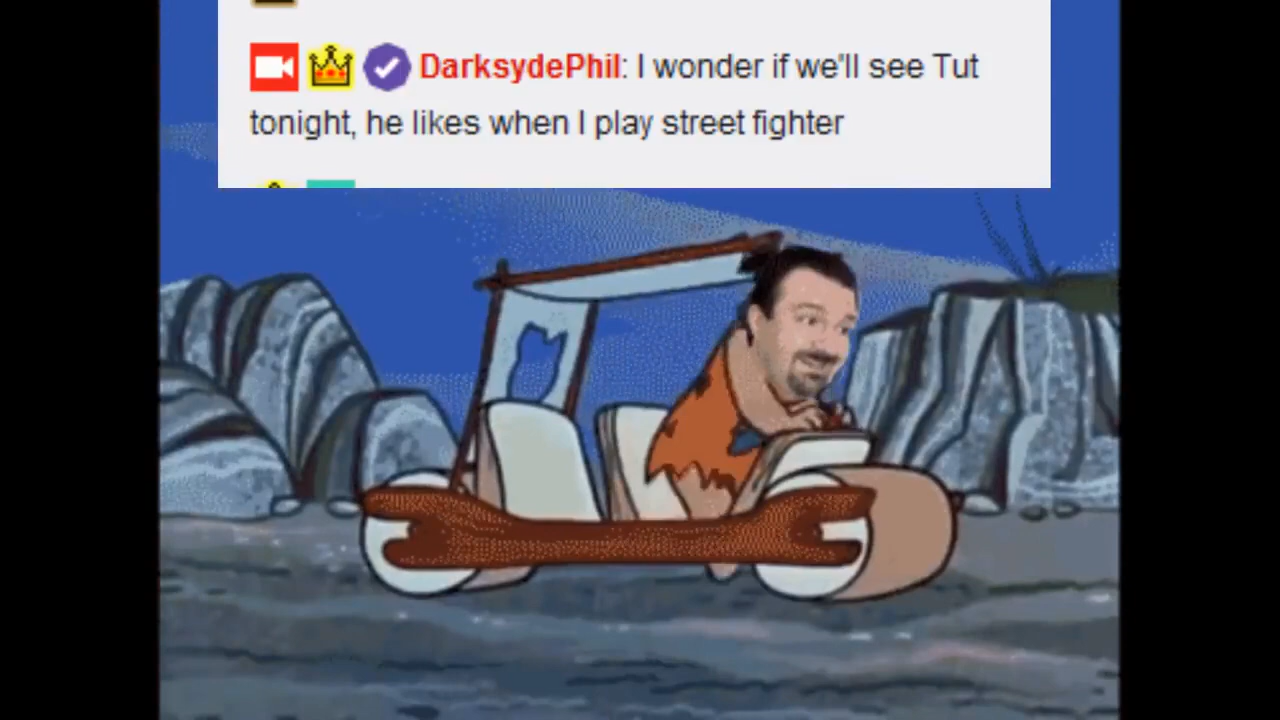 DarksydePhil: I wonder if we'll see Tut
tonight, he likes when I play street fighter